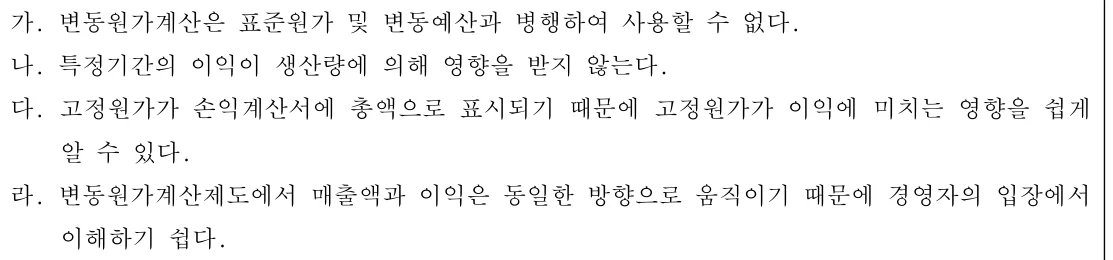 가. 변동원가계산은 표준원가 및 변동예산과 병행하여 사용할 수 없다.
나. 특정기간의 이익이 생산량에 의해 영향을 받지 않는다.
다. 고정원가가 손익계산서에 총액으로 표시되기 때문에 고정원가가 이익에 미치는 영향을 쉽게
알 수 있다.
라. 변동원가계산제도에서 매출액과 이익은 동일한 방향으로 움직이기 때문에 경영자의 입장에서
이해하기 쉽다.